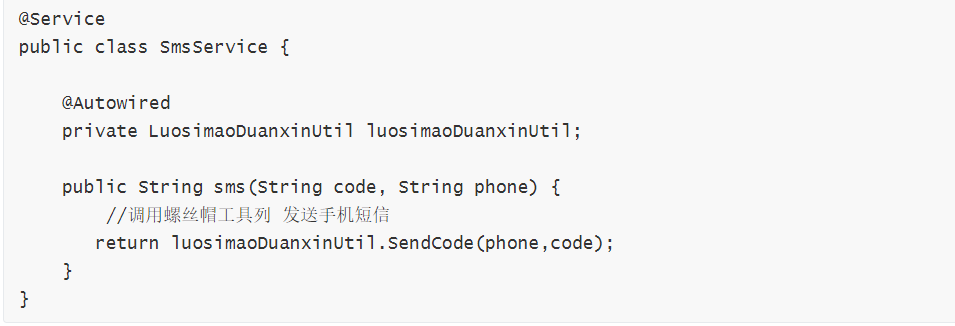 @Service
public class SmsService {
@Autowired
private LuosimaoDuanxinUtil luosimaoDuanxinUtil;
public String sms(String code, String phone) {
//调用螺丝帽工具列 发送手机短信
return luosimaoDuanxinUtil.SendCode(phone,code);
}
}